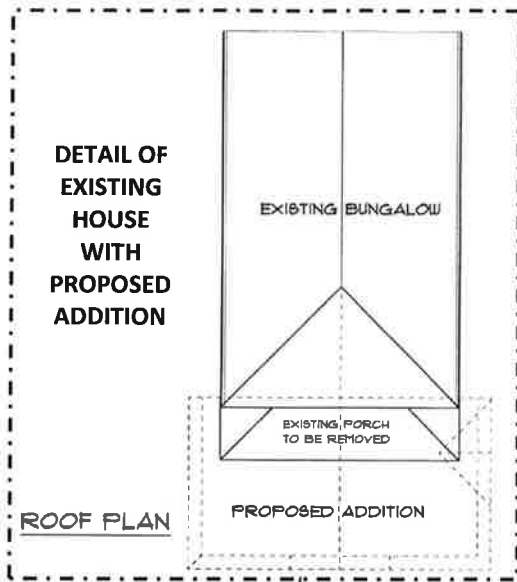 DETAIL OF
EXISTING
HOUSE
WITH
PROPOSED
ADDITION
EXISTING BUNGALOW
EXISTING PORCH
TO BE REMOVED
PROPOSED ADDITION
ROOF PLAN